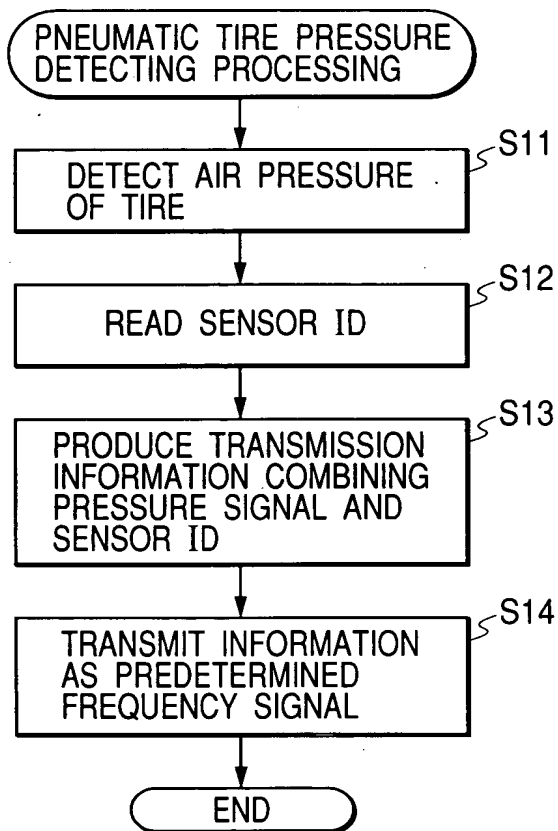 PNEUMATIC TIRE PRESSURE
DETECTING PROCESSING
S11
DETECT AIR PRESSURE
OF TIRE
S12
READ SENSOR ID
S13
PRODUCE TRANSMISSION
INFORMATION COMBINING
PRESSURE SIGNAL AND
SENSOR ID
S14
TRANSMIT INFORMATION
AS PREDETERMINED
FREQUENCY SIGNAL
END